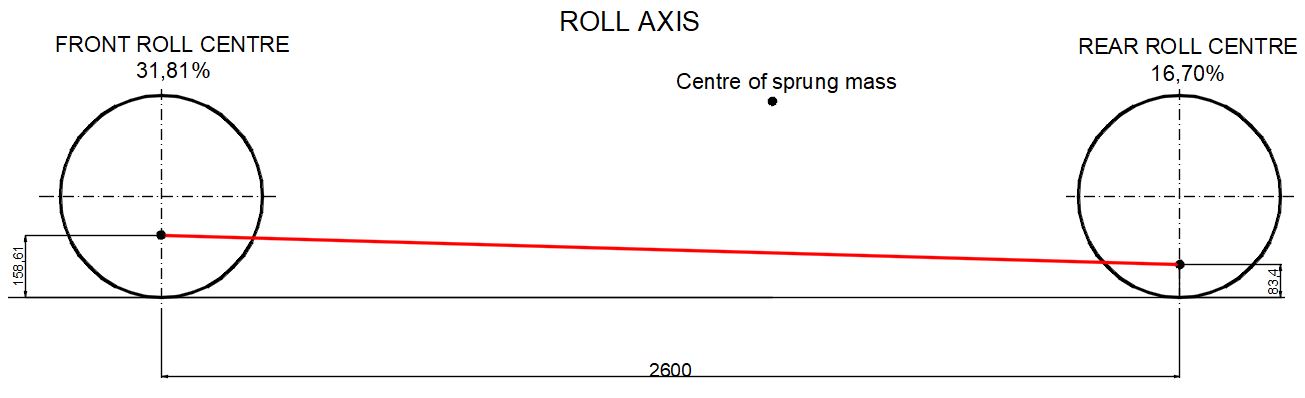 ROLL AXIS
FRONT ROLL CENTRE
31,81%
REAR ROLL CENTRE
16,70%
Centre of sprung mass
158,61
83,4
2600